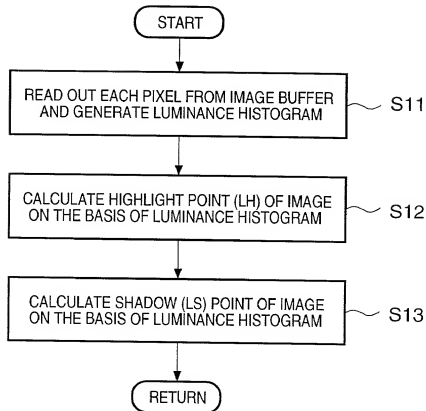 START
READ OUT EACH PIXEL FROM IMAGE BUFFER
AND GENERATE LUMINANCE HISTOGRAM
S11
CALCULATE HIGHLIGHT POINT (LH) OF IMAGE
ON THE BASIS OF LUMINANCE HISTOGRAM
S12
CALCULATE SHADOW (LS) POINT OF IMAGE
ON THE BASIS OF LUMINANCE HISTOGRAM
S13
RETURN